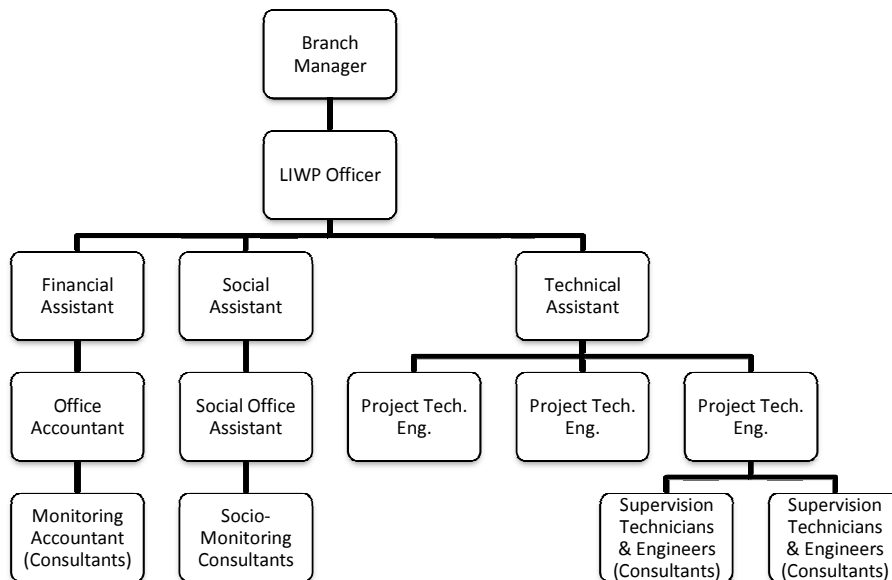 Branch
Manager
LIWP Officer
Financial
Assistant
Social
Assistant
Technical
Assistant
Office
Accountant
Social Office
Assistant
Project Tech.
Eng.
Project Tech.
Eng.
Project Tech.
Eng.
Monitoring
Accountant
(Consultants)
Socio-
Monitoring
Consultants
Supervision
Technicians
& Engineers
(Consultants)
Supervision
Technicians
& Engineers
(Consultants)